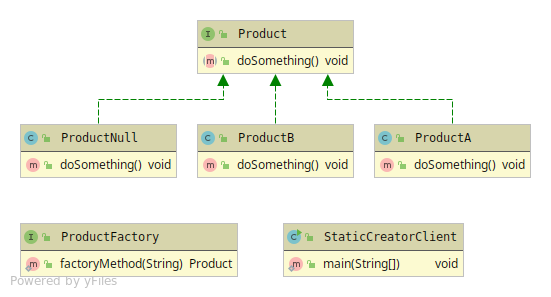 I Product
m doSomething() void
C ProductNull
C ProductB
C ProductA
m doSomething() void
m doSomething() void
m doSomething() void
I ProductFactory
C StaticCreatorClient
m factoryMethod(String) Product
m main(String[]) void
Powered by yFiles